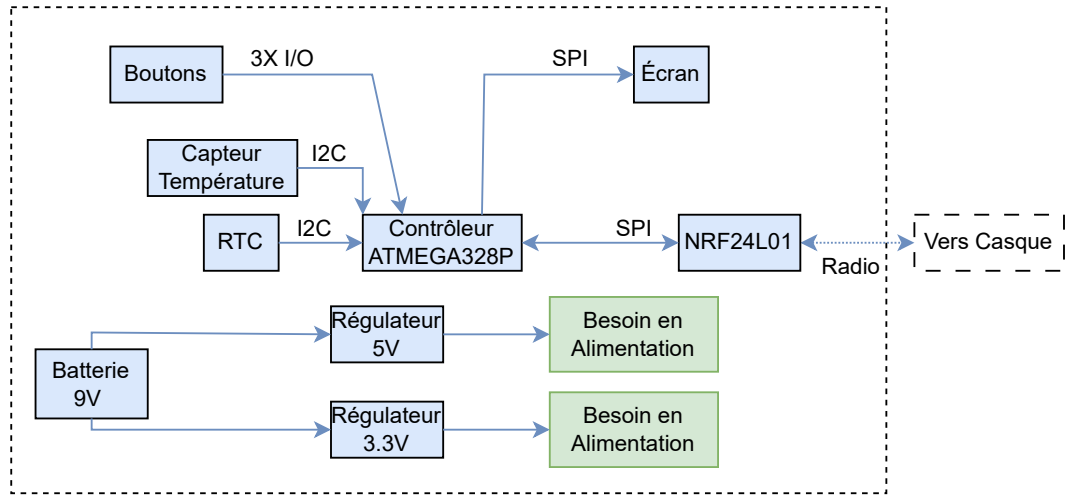 Boutons
3X I/O
SPI
Écran
Capteur
Température
I2C
RTC
I2C
Contrôleur
ATMEGA328P
SPI
NRF24L01
Radio
Vers Casque
Batterie
9V
Régulateur
5V
Besoin en
Alimentation
Régulateur
3.3V
Besoin en
Alimentation